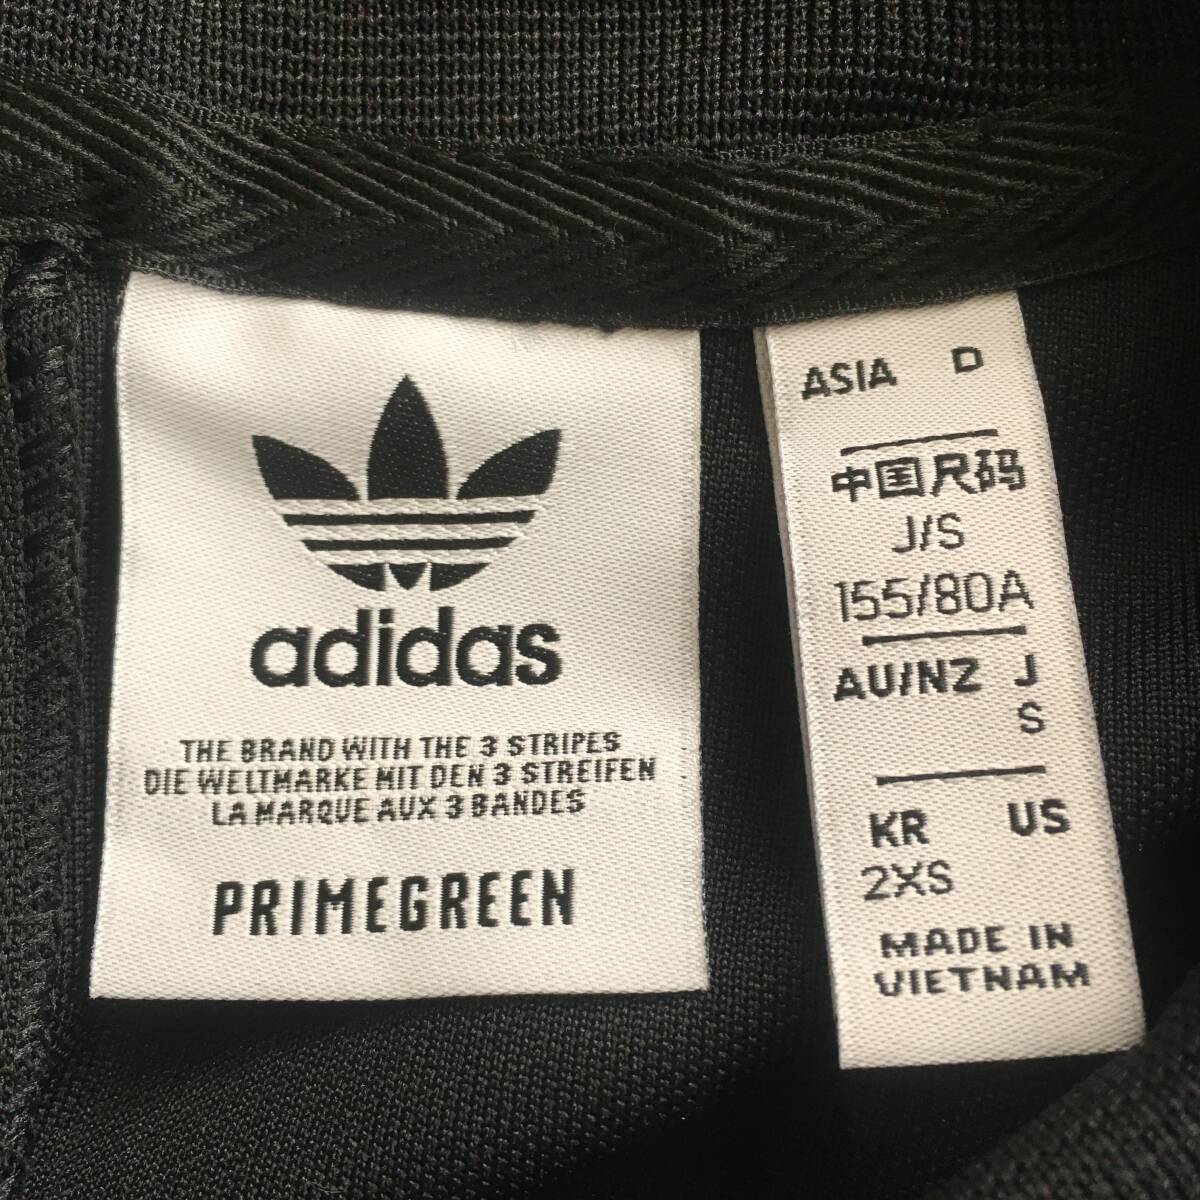 adidas
THE BRAND WITH THE 3 STRIPES
DIE WELTMARKE MIT DEN 3 STREIFEN
LA MARQUE AUX 3 BANDES
PRIMEGREEN
ASIA D
中国尺码
J/S
155/80A
AU/NZ J
S
KR US
2XS
MADE IN
VIETNAM